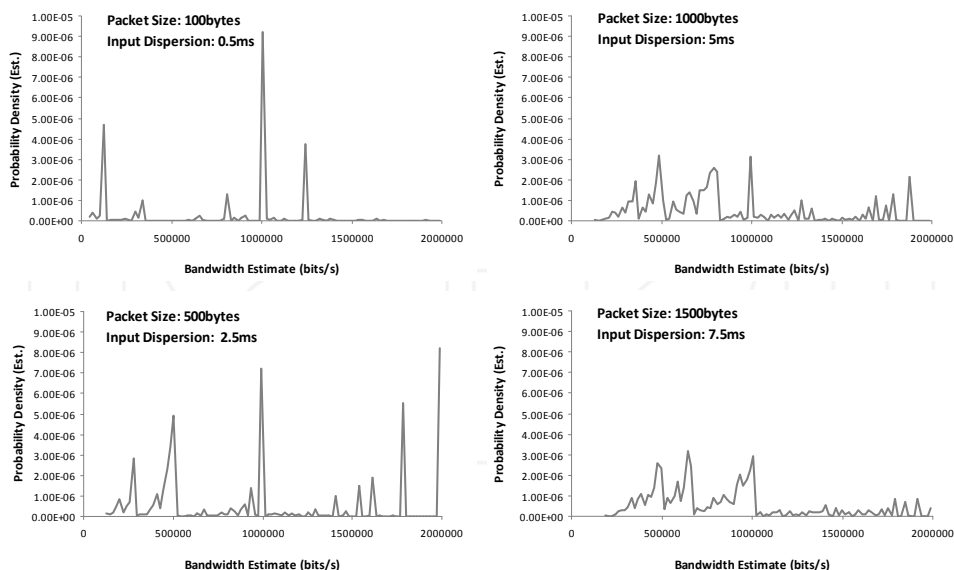 Packet Size: 100bytes
Input Dispersion: 0.5ms
Probability Density (Est.)
1.00E-05
9.00E-06
8.00E-06
7.00E-06
6.00E-06
5.00E-06
4.00E-06
3.00E-06
2.00E-06
1.00E-06
0.00E+00
0 500000 1000000 1500000 2000000
Bandwidth Estimate (bits/s)
Packet Size: 1000bytes
Input Dispersion: 5ms
Probability Density (Est.)
1.00E-05
9.00E-06
8.00E-06
7.00E-06
6.00E-06
5.00E-06
4.00E-06
3.00E-06
2.00E-06
1.00E-06
0.00E+00
0 500000 1000000 1500000 2000000
Bandwidth Estimate (bits/s)
Packet Size: 500bytes
Input Dispersion: 2.5ms
Probability Density (Est.)
1.00E-05
9.00E-06
8.00E-06
7.00E-06
6.00E-06
5.00E-06
4.00E-06
3.00E-06
2.00E-06
1.00E-06
0.00E+00
0 500000 1000000 1500000 2000000
Bandwidth Estimate (bits/s)
Packet Size: 1500bytes
Input Dispersion: 7.5ms
Probability Density (Est.)
1.00E-05
9.00E-06
8.00E-06
7.00E-06
6.00E-06
5.00E-06
4.00E-06
3.00E-06
2.00E-06
1.00E-06
0.00E+00
0 500000 1000000 1500000 2000000
Bandwidth Estimate (bits/s)